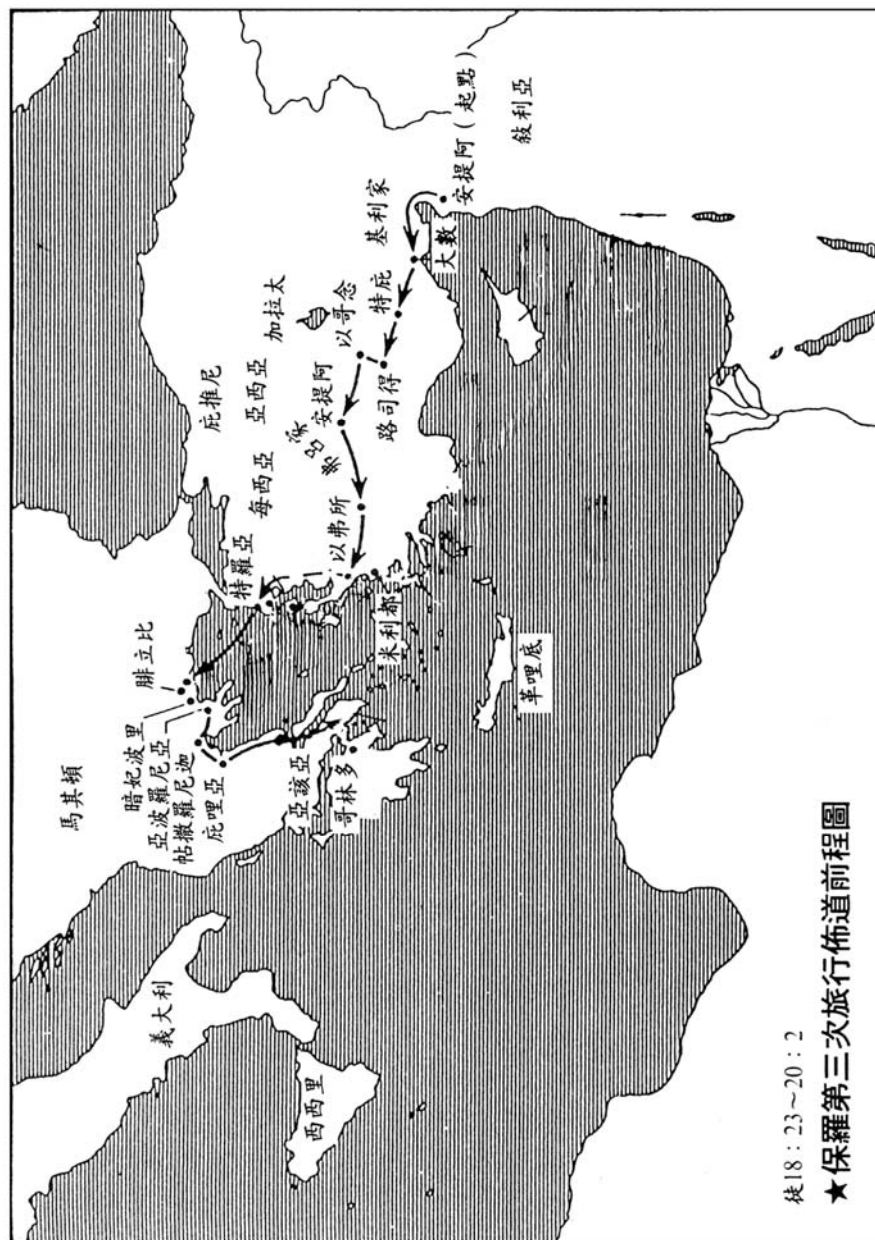 馬其頓
腓立比
暗妃波里
亞波羅尼亞
帖撒羅尼迦
庇哩亞
亞該亞
哥林多
義大利
西西里
革哩底
特羅亞
每西亞
庇推尼
亞西亞
加拉太
安提阿
以哥念
路司得
特庇
基利家
大數
安提阿（起點）
敍利亞
以弗所
米利都
徒18：23～20：2
★保羅第三次旅行佈道前程圖